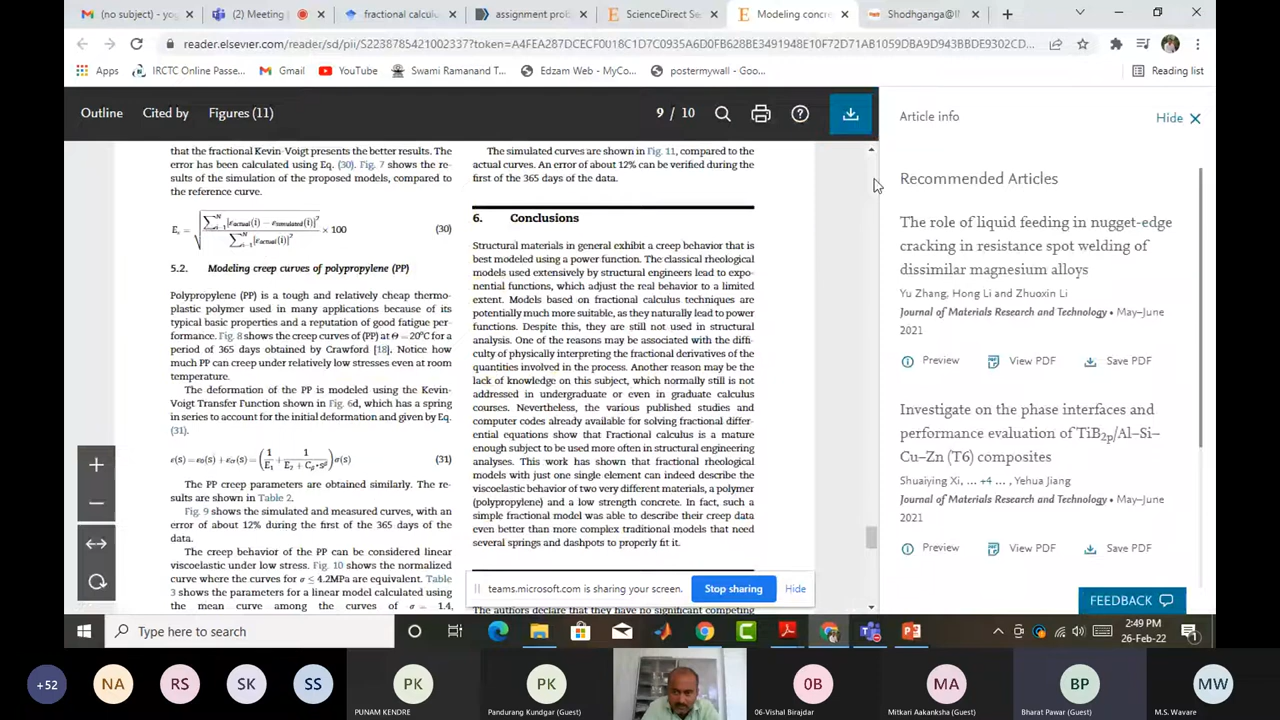 (no subject) - yog
(2) Meeting
fractional calculu
assignment prob
ScienceDirect Se
Modeling concre
Shodhganga@IN
reader.elsevier.com/reader/sd/pii/S2238785421002337?token=A4FEA287DCECF0U18C1D7C0935A6D0FB628BE3491948E10F72D71AB1059DBA9D943BBDE9302CD...
Apps
IRCTC Online Passe...
Gmail
YouTube
Swami Ramanand T...
Edzam Web - MyCo...
postermywall - Goo...
Reading list
Outline
Cited by
Figures (11)
9 / 10
that the fractional Kevin-Voigt presents the better results. The
error has been calculated using Eq. (30). Fig. 7 shows the re-
sults of the simulation of the proposed models, compared to
the reference curve.
(30)
5.2. Modeling creep curves of polypropylene (PP)
Polypropylene (PP) is a tough and relatively cheap thermo-
plastic polymer used in many applications because of its
typical basic properties and a reputation of good fatigue per-
formance. Fig. 8 shows the creep curves of (PP) at Θ = 20°C for a
period of 365 days obtained by Crawford [18]. Notice how
much PP can creep under relatively low stresses even at room
temperature.
The deformation of the PP is modeled using the Kevin-
Voigt Transfer Function shown in Fig. 6d, which has a spring
in series to account for the initial deformation and given by Eq.
(31).
(31)
The PP creep parameters are obtained similarly. The re-
sults are shown in Table 2.
Fig. 9 shows the simulated and measured curves, with an
error of about 12% during the first of the 365 days of the
data.
The creep behavior of the PP can be considered linear
viscoelastic under low stress. Fig. 10 shows the normalized
curve where the curves for σ ≤ 4.2MPa are equivalent. Table
3 shows the parameters for a linear model calculated using
the mean curve among the curves of σ = 1.4,
The simulated curves are shown in Fig. 11, compared to the
actual curves. An error of about 12% can be verified during the
first of the 365 days of the data.
6. Conclusions
Structural materials in general exhibit a creep behavior that is
best modeled using a power function. The classical rheological
models used extensively by structural engineers lead to expo-
nential functions, which adjust the real behavior to a limited
extent. Models based on fractional calculus techniques are
potentially much more suitable, as they naturally lead to power
functions. Despite this, they are still not used in structural
analysis. One of the reasons may be associated with the diffi-
culty of physically interpreting the fractional derivatives of the
quantities involved in the process. Another reason may be the
lack of knowledge on this subject, which normally still is not
addressed in undergraduate or even in graduate calculus
courses. Nevertheless, the various published studies and
computer codes already available for solving fractional differ-
ential equations show that Fractional calculus is a mature
enough subject to be used more often in structural engineering
analyses. This work has shown that fractional rheological
models with just one single element can indeed describe the
viscoelastic behavior of two very different materials, a polymer
(polypropylene) and a low strength concrete. In fact, such a
simple fractional model was able to describe their creep data
even better than more complex traditional models that need
several springs and dashpots to properly fit it.
The authors declare that they have no significant competing
teams.microsoft.com is sharing your screen.
Stop sharing
Hide
Article info
Hide
Recommended Articles
The role of liquid feeding in nugget-edge
cracking in resistance spot welding of
dissimilar magnesium alloys
Yu Zhang, Hong Li and Zhuoxin Li
Journal of Materials Research and Technology • May–June
2021
Preview
View PDF
Save PDF
Investigate on the phase interfaces and
performance evaluation of TiB2p/Al–Si–
Cu–Zn (T6) composites
Shuaiying Xi, ... +4 ... , Yehua Jiang
Journal of Materials Research and Technology • May–June
2021
Preview
View PDF
Save PDF
FEEDBACK
Type here to search
2:49 PM
26-Feb-22
+52
NA
RS
SK
SS
PK
PUNAM KENDRE
PK
Pandurang Kundgar (Guest)
0B
06-Vishal Birajdar
MA
Mitkari Aakanksha (Guest)
BP
Bharat Pawar (Guest)
MW
M.S. Waware